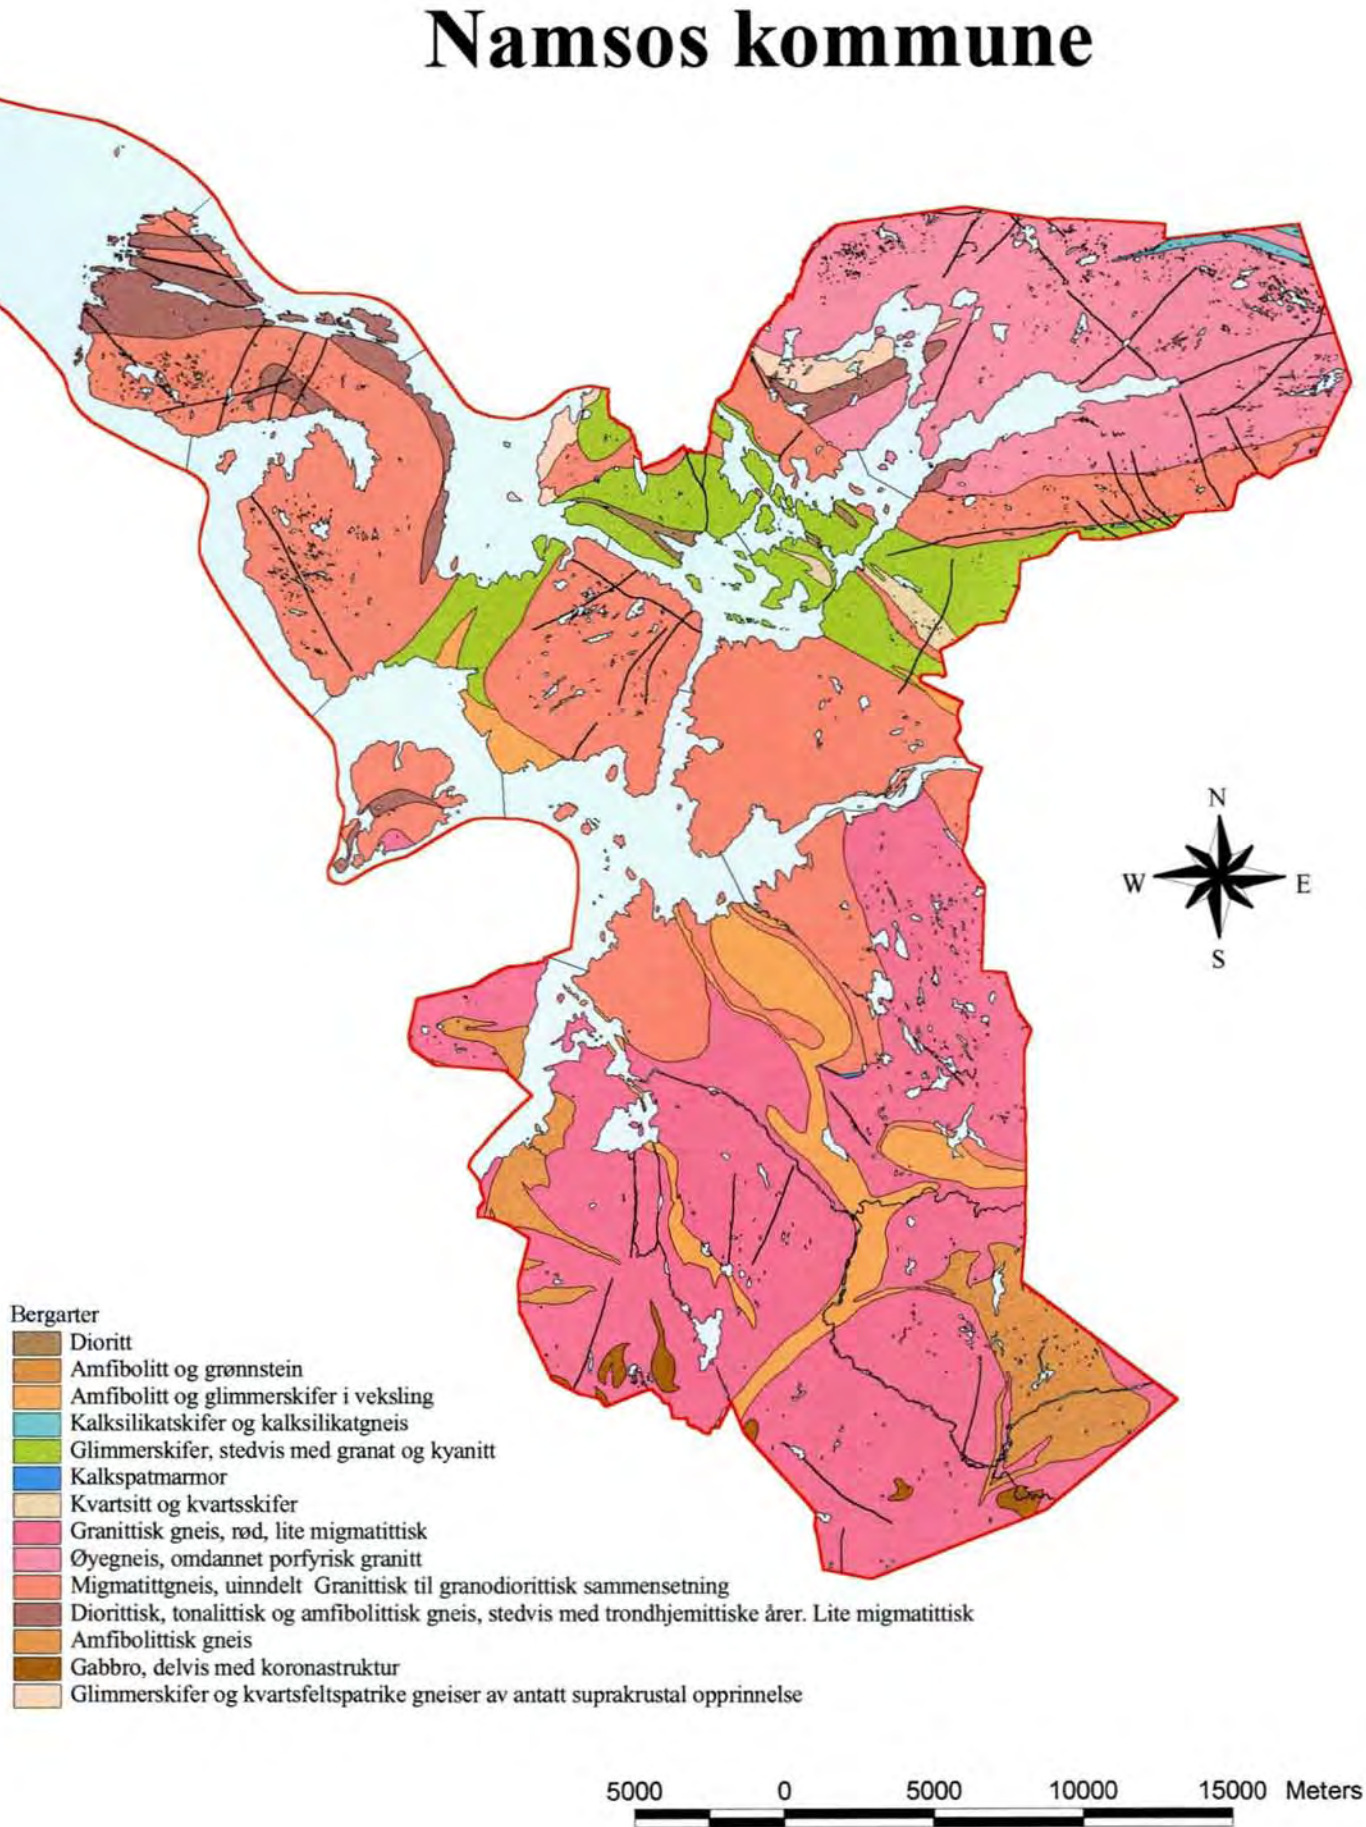 Namsos kommune
N
W E
S
Bergarter
Dioritt
Amfibolitt og grønnstein
Amfibolitt og glimmerskifer i veksling
Kalksilikatskifer og kalksilikatgneis
Glimmerskifer, stedvis med granat og kyanitt
Kalkspatmarmor
Kvartsitt og kvartsskifer
Granittisk gneis, rød, lite migmatittisk
Øyegneis, omdannet porfyrisk granitt
Migmatittgneis, uinndelt Granittisk til granodiorittisk sammensetning
Diorittisk, tonalittisk og amfibolittisk gneis, stedvis med trondhjemittiske årer. Lite migmatittisk
Amfibolittisk gneis
Gabbro, delvis med koronastruktur
Glimmerskifer og kvartsfeltspatrike gneiser av antatt suprakrustal opprinnelse
5000 0 5000 10000 15000 Meters